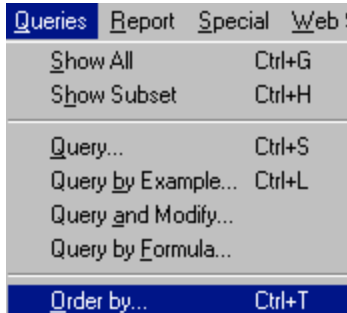 Queries Report Special Web
Show All Ctrl+G
Show Subset Ctrl+H
Query... Ctrl+S
Query by Example... Ctrl+L
Query and Modify...
Query by Formula...
Order by... Ctrl+T